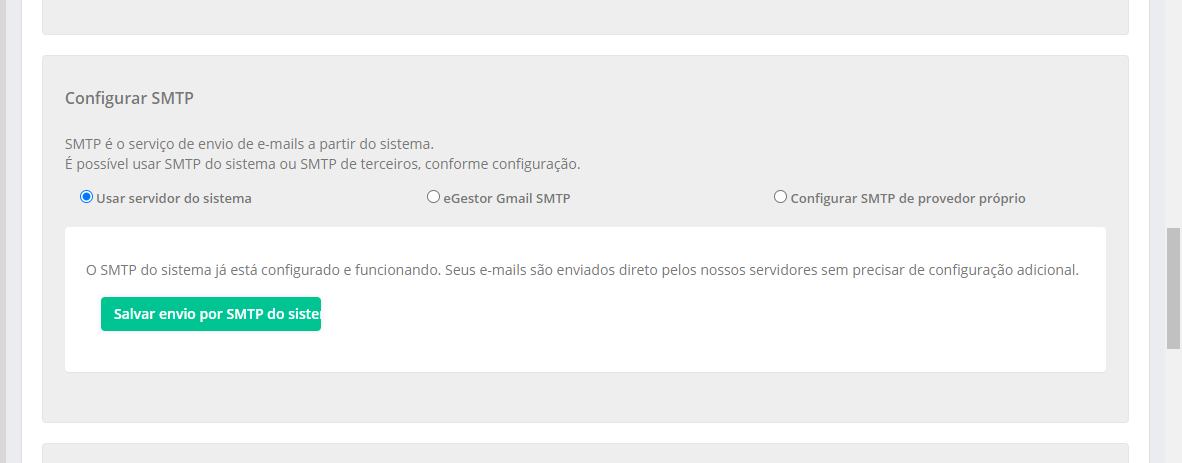 Configurar SMTP
SMTP é o serviço de envio de e-mails a partir do sistema.
É possível usar SMTP do sistema ou SMTP de terceiros, conforme configuração.
Usar servidor do sistema
eGestor Gmail SMTP
Configurar SMTP de provedor próprio
O SMTP do sistema já está configurado e funcionando. Seus e-mails são enviados direto pelos nossos servidores sem precisar de configuração adicional.
Salvar envio por SMTP do